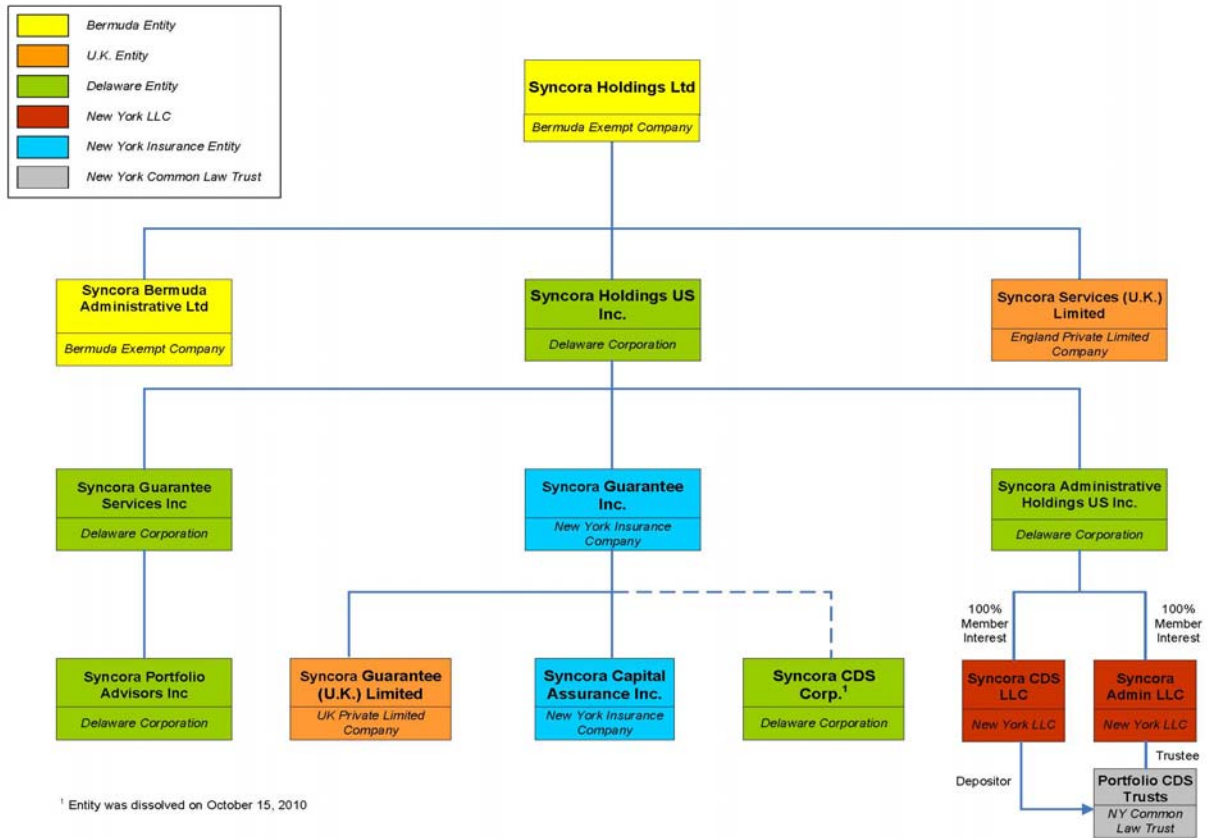 Bermuda Entity
U.K. Entity
Delaware Entity
New York LLC
New York Insurance Entity
New York Common Law Trust
Syncora Holdings Ltd
Bermuda Exempt Company
Syncora Bermuda
Administrative Ltd
Bermuda Exempt Company
Syncora Holdings US
Inc.
Delaware Corporation
Syncora Services (U.K.)
Limited
England Private Limited
Company
Syncora Guarantee
Services Inc
Delaware Corporation
Syncora Guarantee
Inc.
New York Insurance
Company
Syncora Administrative
Holdings US Inc.
Delaware Corporation
100%
Member
Interest
100%
Member
Interest
Syncora Portfolio
Advisors Inc
Delaware Corporation
Syncora Guarantee
(U.K.) Limited
UK Private Limited
Company
Syncora Capital
Assurance Inc.
New York Insurance
Company
Syncora CDS
Corp.¹
Delaware Corporation
Syncora CDS
LLC
New York LLC
Syncora
Admin LLC
New York LLC
Depositor
Trustee
Portfolio CDS
Trusts
NY Common
Law Trust
¹ Entity was dissolved on October 15, 2010